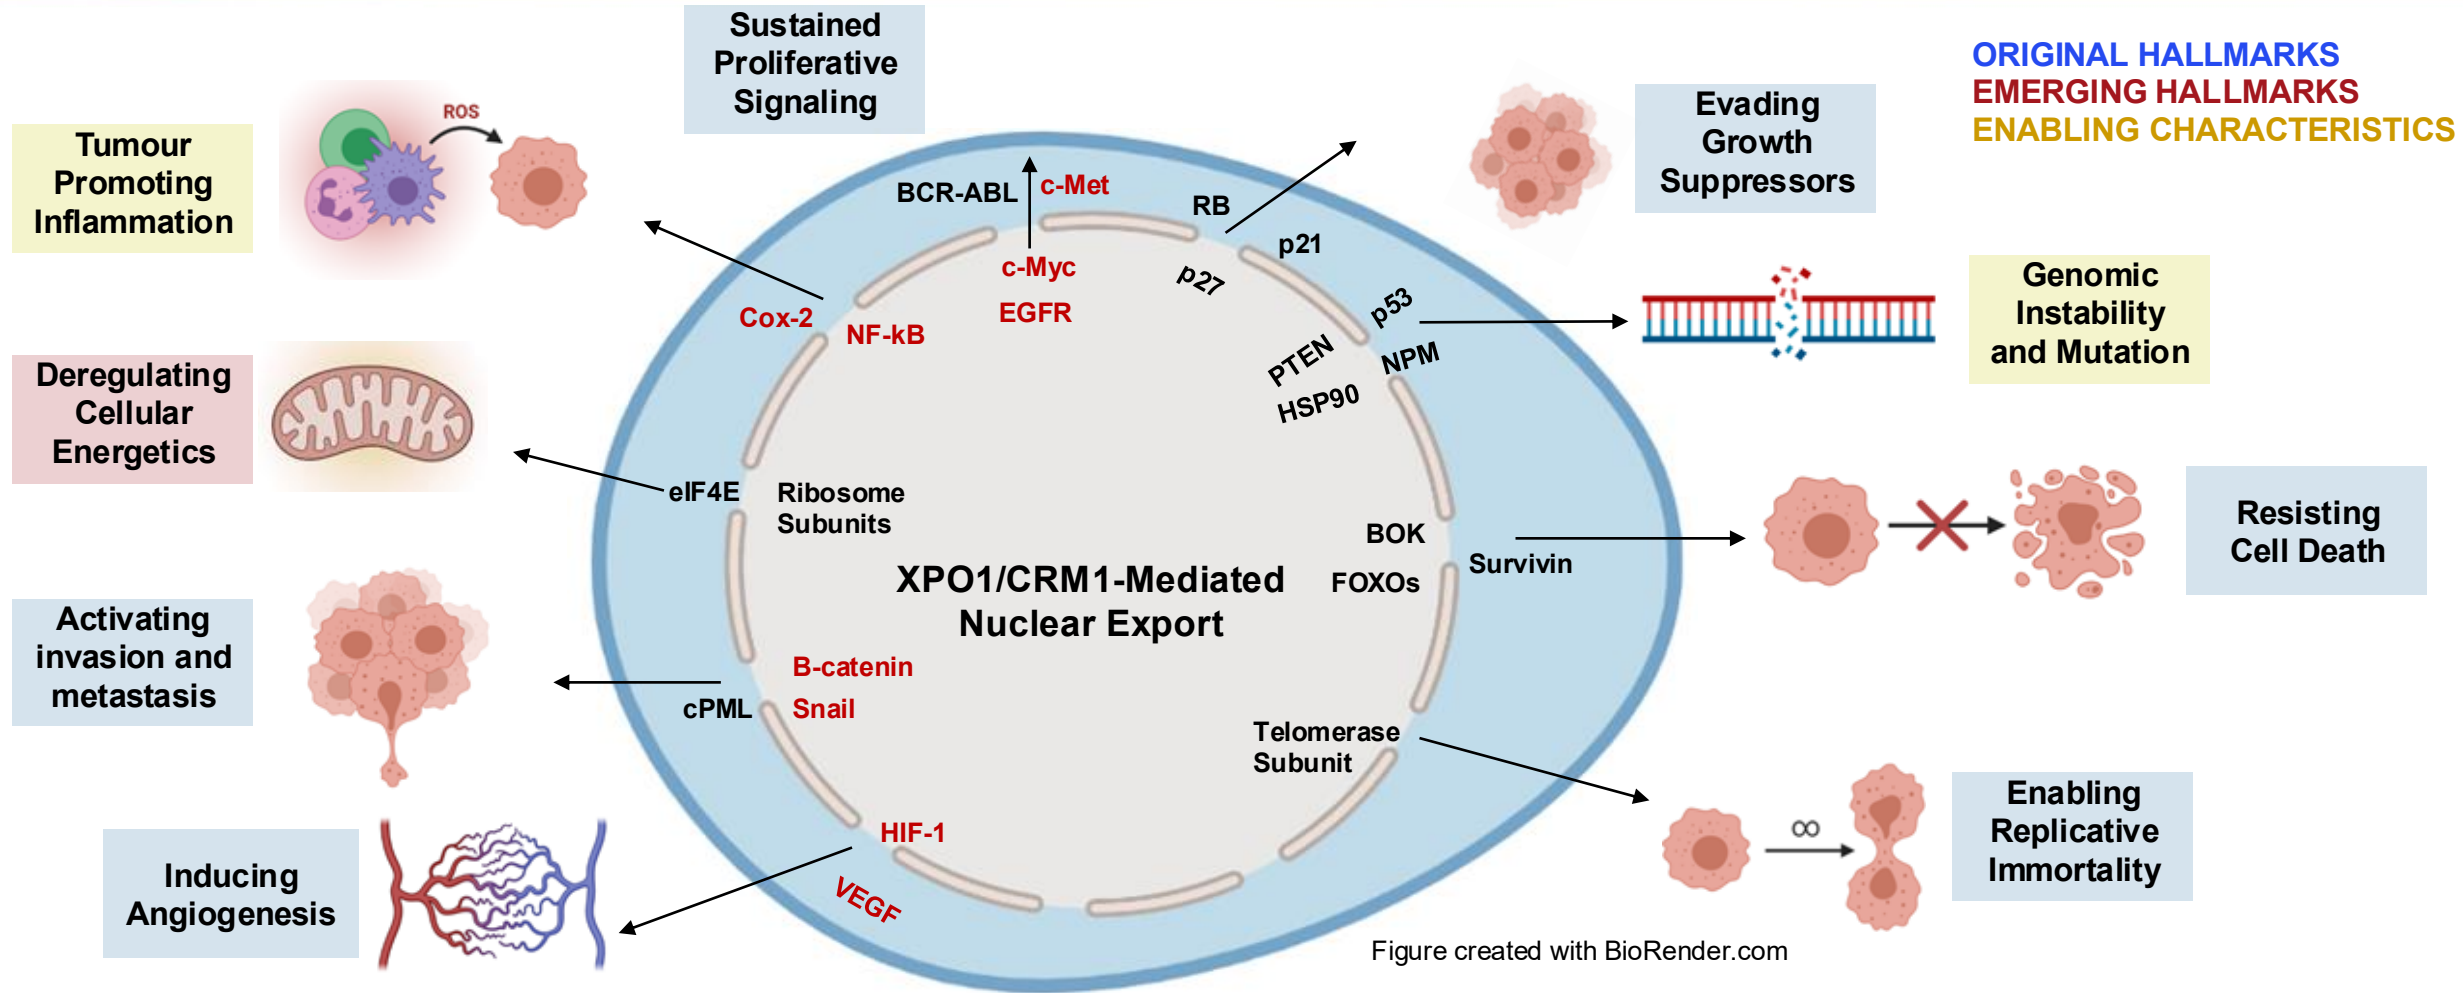 Sustained
Proliferative
Signaling
ORIGINAL HALLMARKS
EMERGING HALLMARKS
ENABLING CHARACTERISTICS
Tumour
Promoting
Inflammation
ROS
Evading
Growth
Suppressors
BCR-ABL
c-Met
RB
p21
c-Myc
p27
EGFR
Cox-2
NF-kB
p53
PTEN
NPM
HSP90
Genomic
Instability
and Mutation
Deregulating
Cellular
Energetics
eIF4E
Ribosome
Subunits
BOK
FOXOs
Survivin
Resisting
Cell Death
XPO1/CRM1-Mediated
Nuclear Export
Activating
invasion and
metastasis
B-catenin
cPML
Snail
Telomerase
Subunit
∞
Enabling
Replicative
Immortality
HIF-1
VEGF
Inducing
Angiogenesis
Figure created with BioRender.com